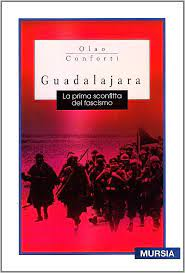 Olao
Conforti
Guadalajara
La prima sconfitta
del fascismo
MURSIA